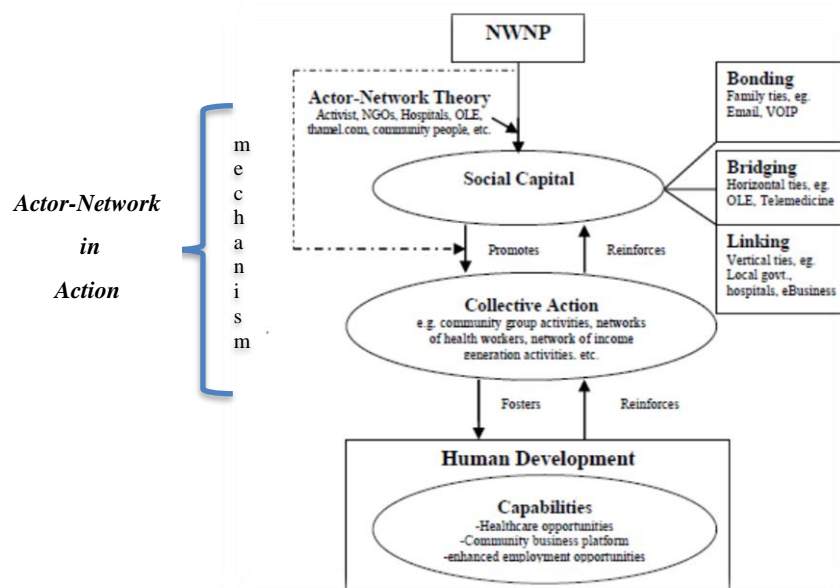 NWNP
Actor-Network Theory
Activist, NGOs, Hospitals, OLE,
thamel.com, community people, etc.
Bonding
Family ties, eg.
Email, VOIP
Bridging
Horizontal ties, eg.
OLE, Telemedicine
Linking
Vertical ties, eg.
Local govt.,
hospitals, eBusiness
Actor-Network
in
Action
m
e
c
h
a
n
i
s
m
Social Capital
Promotes
Reinforces
Collective Action
e.g. community group activities, networks
of health workers, network of income
generation activities. etc.
Fosters
Reinforces
Human Development
Capabilities
-Healthcare opportunities
-Community business platform
-enhanced employment opportunities